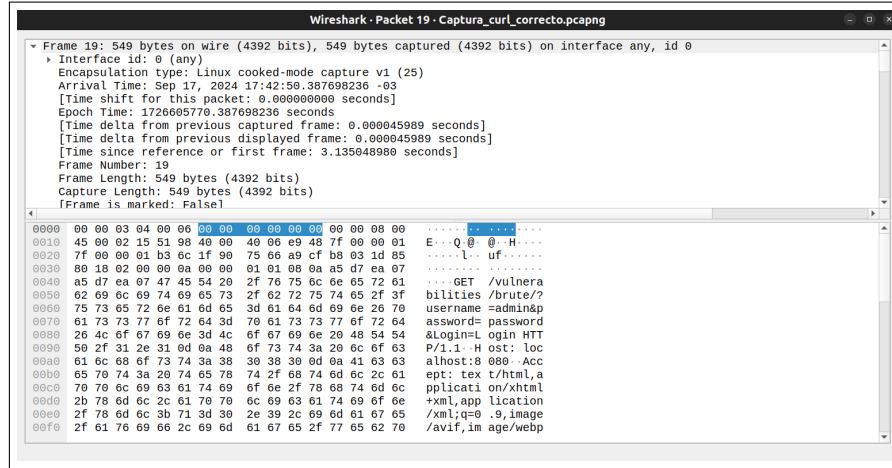 Wireshark · Packet 19 · Captura_curl_correcto.pcapng
Frame 19: 549 bytes on wire (4392 bits), 549 bytes captured (4392 bits) on interface any, id 0
Interface id: 0 (any)
Encapsulation type: Linux cooked-mode capture v1 (25)
Arrival Time: Sep 17, 2024 17:42:50.387698236 -03
[Time shift for this packet: 0.000000000 seconds]
Epoch Time: 1726605770.387698236 seconds
[Time delta from previous captured frame: 0.000045989 seconds]
[Time delta from previous displayed frame: 0.000045989 seconds]
[Time since reference or first frame: 3.135048980 seconds]
Frame Number: 19
Frame Length: 549 bytes (4392 bits)
Capture Length: 549 bytes (4392 bits)
[Frame is marked: False]
0000 00 00 03 04 00 06 00 00 00 00 00 00 00 00 08 00 ········ ········
0010 45 00 02 15 51 98 40 00 40 06 e9 48 7f 00 00 01 E···Q·@· @··H····
0020 7f 00 00 01 b3 6c 1f 90 75 66 a9 cf b8 03 1d 85 ·····l·· uf······
0030 80 18 02 00 00 0a 00 00 01 01 08 0a a5 d7 ea 07 ········ ········
0040 a5 d7 ea 07 47 45 54 20 2f 76 75 6c 6e 65 72 61 ····GET /vulnera
0050 62 69 6c 69 74 69 65 73 2f 62 72 75 74 65 2f 3f bilities /brute/?
0060 75 73 65 72 6e 61 6d 65 3d 61 64 6d 69 6e 26 70 username =admin&p
0070 61 73 73 77 6f 72 64 3d 70 61 73 73 77 6f 72 64 assword= password
0080 26 4c 6f 67 69 6e 3d 4c 6f 67 69 6e 20 48 54 54 &Login=L ogin HTT
0090 50 2f 31 2e 31 0d 0a 48 6f 73 74 3a 20 6c 6f 63 P/1.1··H ost: loc
00a0 61 6c 68 6f 73 74 3a 38 30 38 30 0d 0a 41 63 63 alhost:8 080··Acc
00b0 65 70 74 3a 20 74 65 78 74 2f 68 74 6d 6c 2c 61 ept: tex t/html,a
00c0 70 70 6c 69 63 61 74 69 6f 6e 2f 78 68 74 6d 6c pplicati on/xhtml
00d0 2b 78 6d 6c 2c 61 70 70 6c 69 63 61 74 69 6f 6e +xml,app lication
00e0 2f 78 6d 6c 3b 71 3d 30 2e 39 2c 69 6d 61 67 65 /xml;q=0 .9,image
00f0 2f 61 76 69 66 2c 69 6d 61 67 65 2f 77 65 62 70 /avif,im age/webp